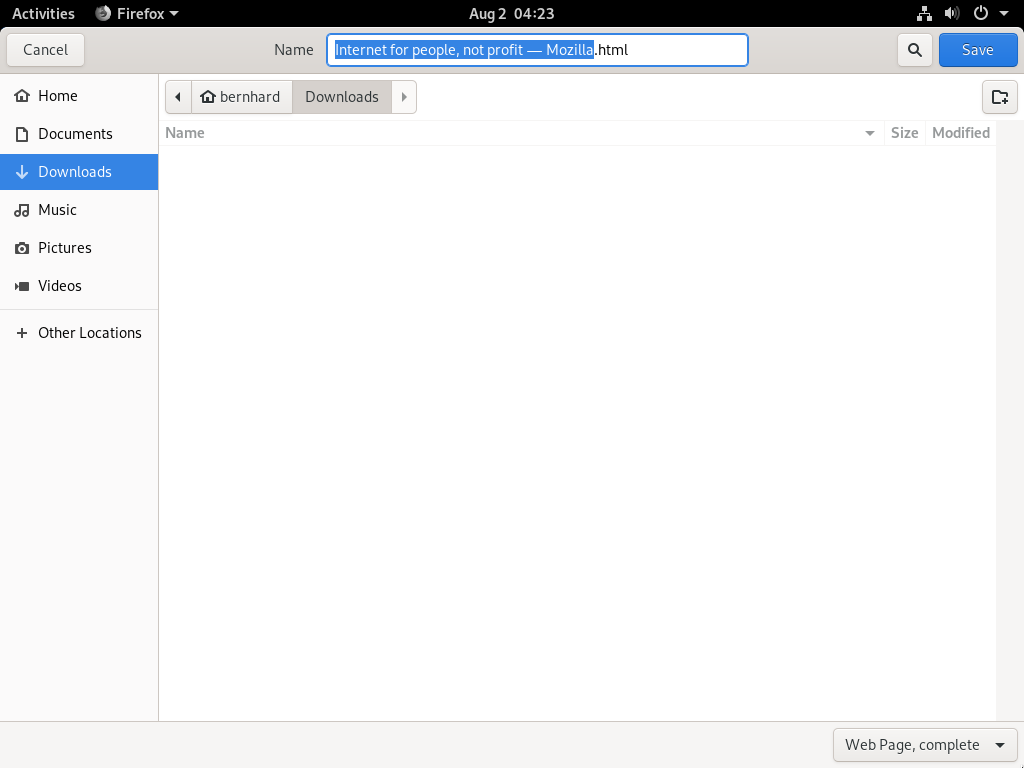 Activities Firefox Aug 2 04:23
Cancel Name Internet for people, not profit — Mozilla.html Save
Home bernhard Downloads
Name Size Modified
Documents
Downloads
Music
Pictures
Videos
Other Locations
Web Page, complete